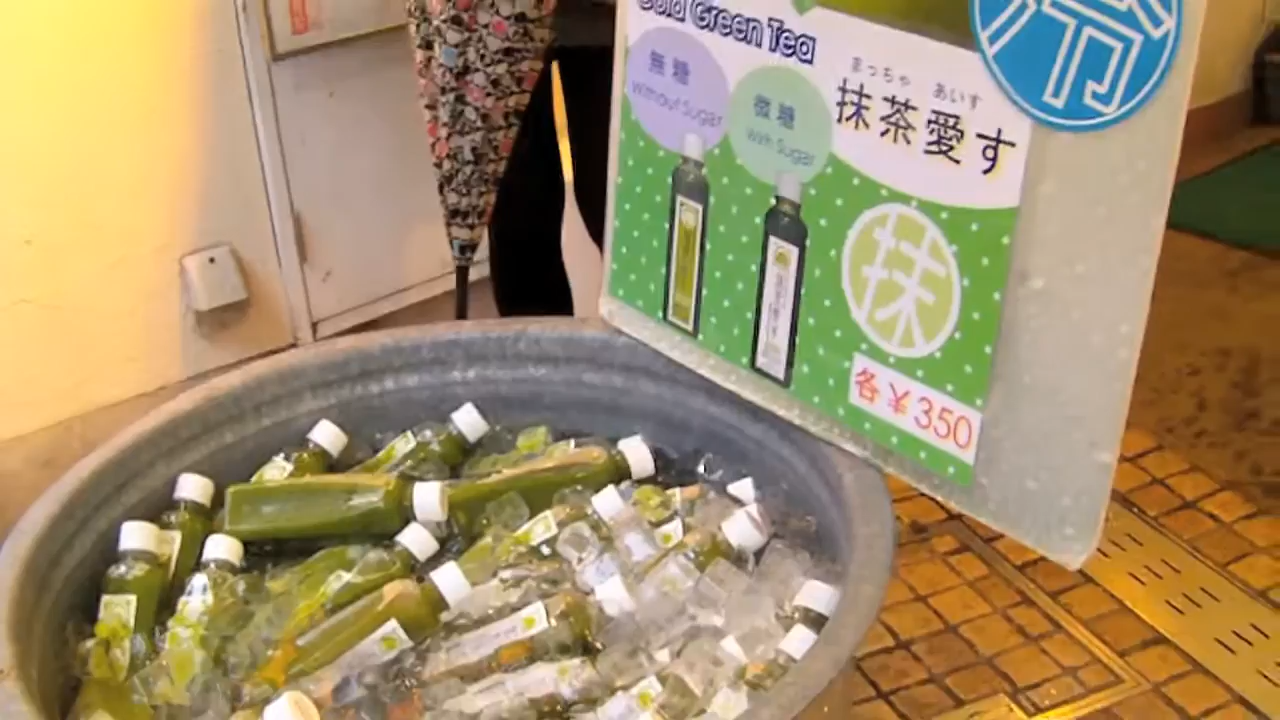 Cold Green Tea
無糖
without Sugar
微糖
With Sugar
まっちゃ あいす
抹茶愛す
冷
抹
各¥350